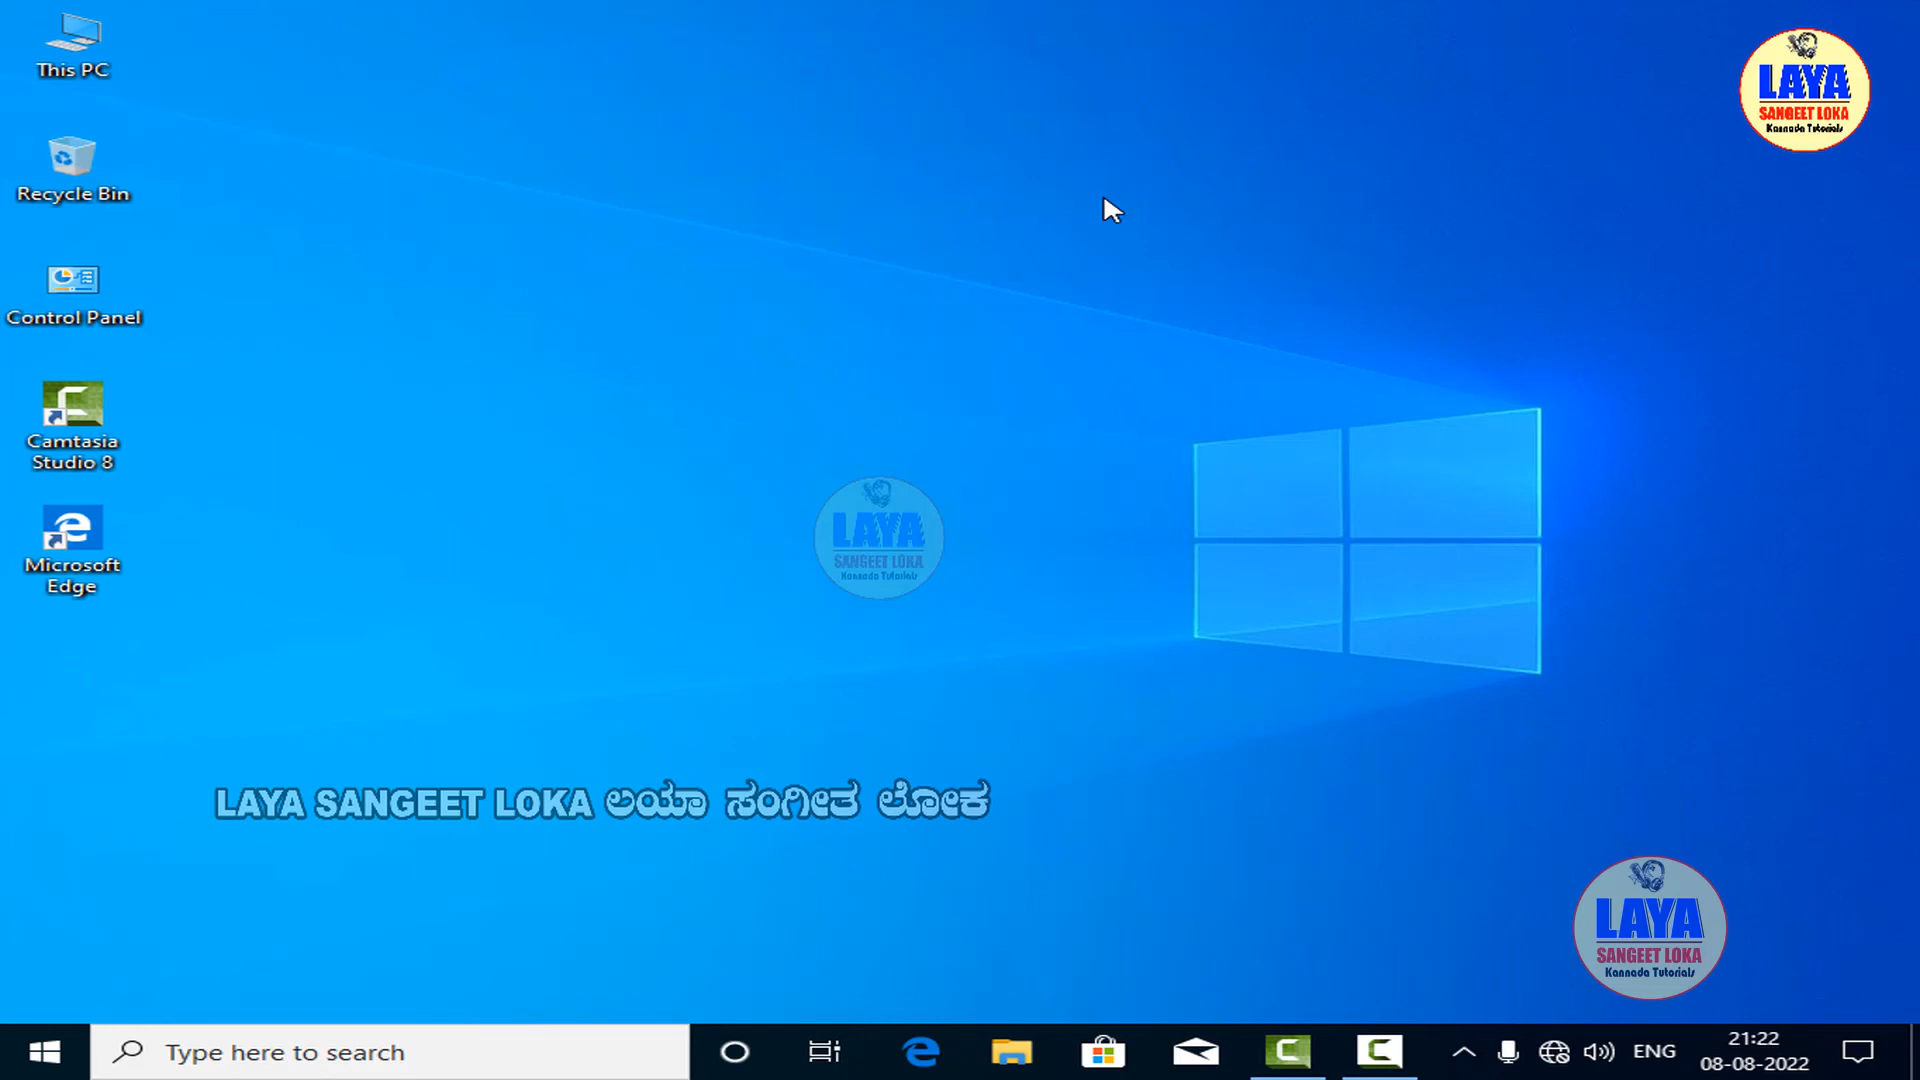 This PC
LAYA
SANGEET LOKA
Kannada Tutorials
Recycle Bin
Control Panel
Camtasia
Studio 8
LAYA
SANGEET LOKA
Kannada Tutorials
Microsoft
Edge
LAYA SANGEET LOKA ಲಯಾ ಸಂಗೀತ ಲೋಕ
LAYA
SANGEET LOKA
Kannada Tutorials
Type here to search
ENG
21:22
08-08-2022